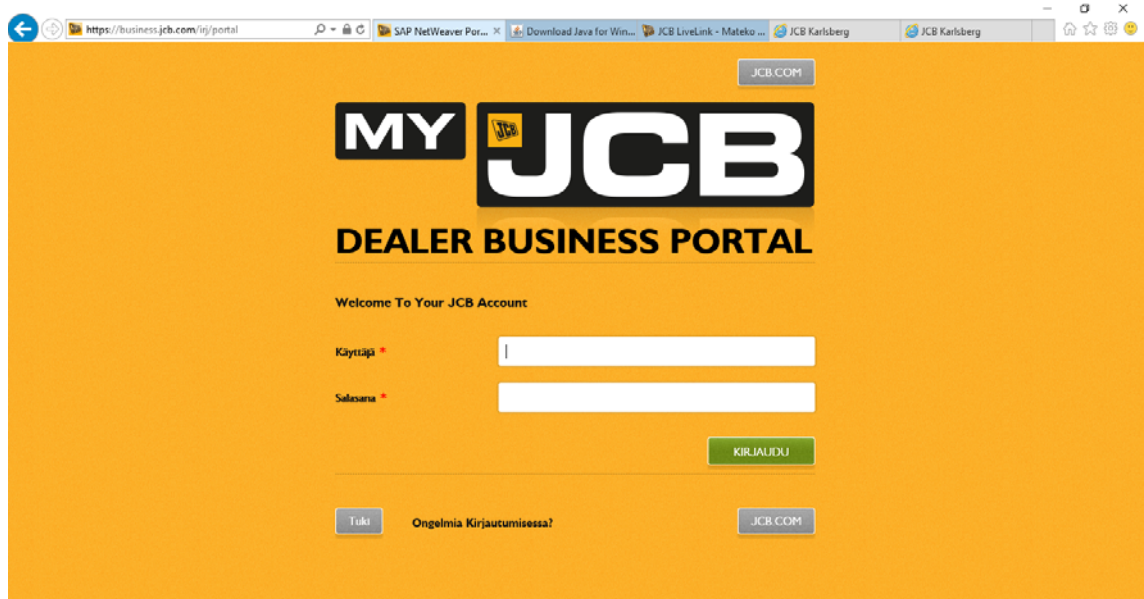 https://business.jcb.com/irj/portal
SAP NetWeaver Por...
Download Java for Win...
JCB LiveLink - Mateko ...
JCB Karlsberg
JCB Karlsberg
JCB.COM
MY JCB
JCB
DEALER BUSINESS PORTAL
Welcome To Your JCB Account
Käyttäjä *
Salasana *
KIRJAUDU
Tuki
Ongelmia Kirjautumisessa?
JCB.COM